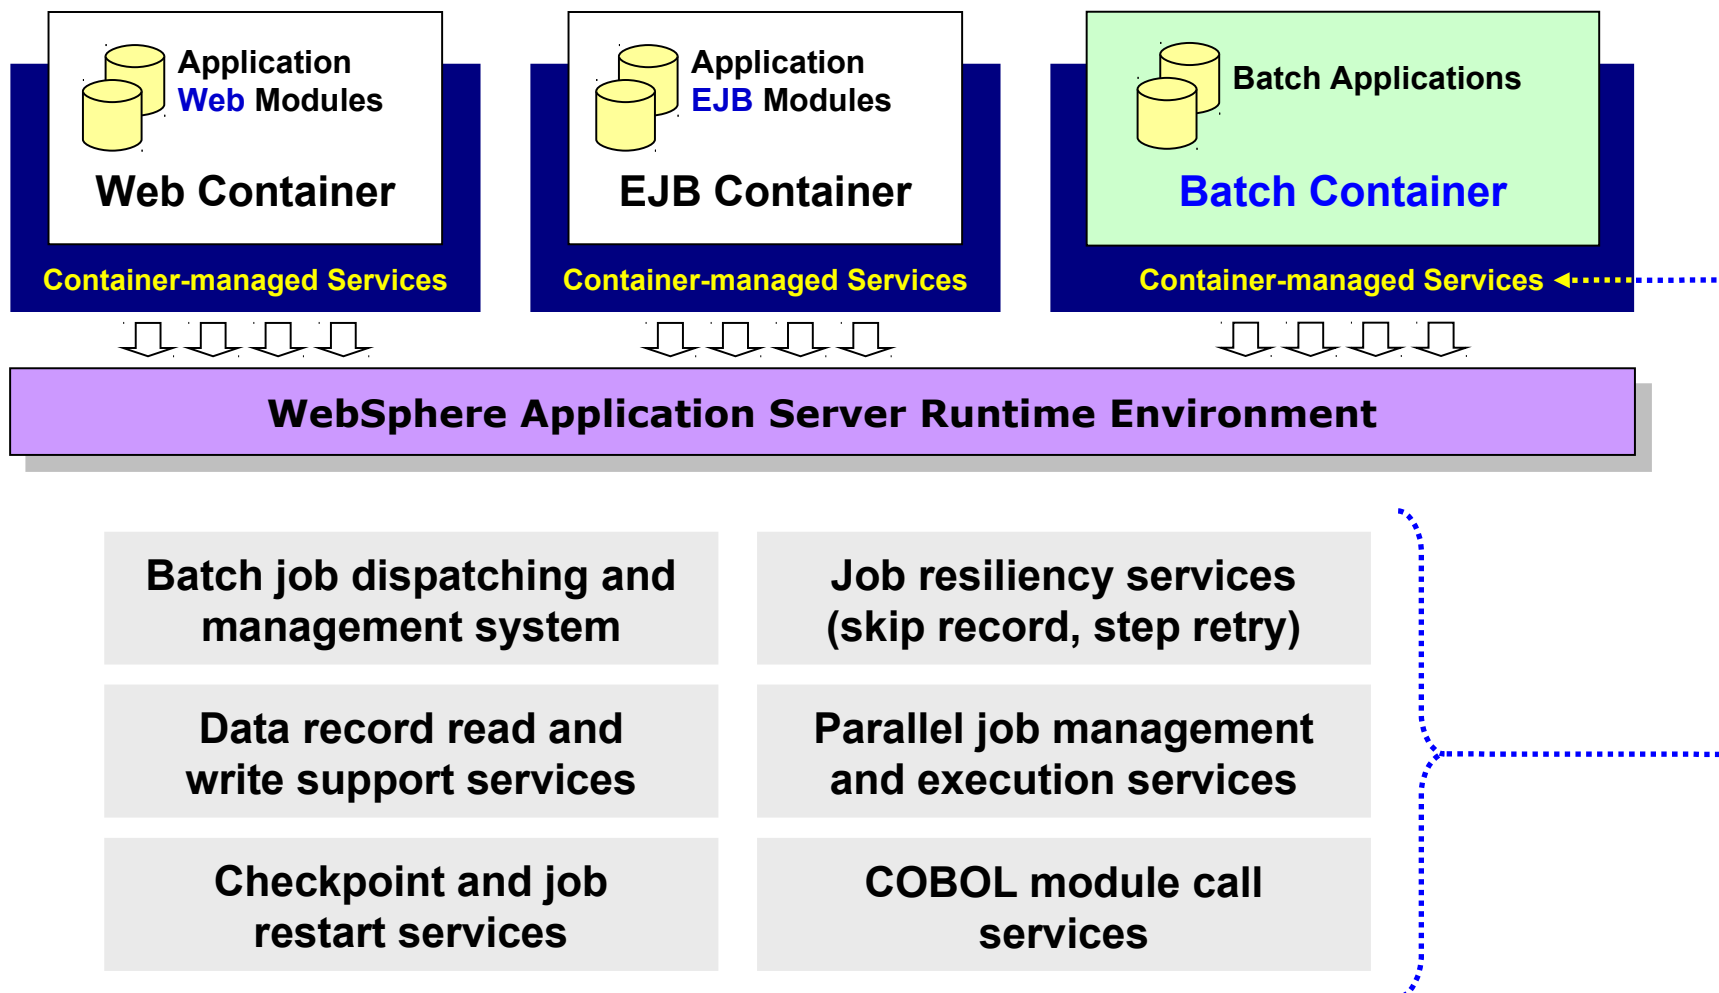 Application
Web Modules
Web Container
Container-managed Services
Application
EJB Modules
EJB Container
Container-managed Services
Batch Applications
Batch Container
Container-managed Services
WebSphere Application Server Runtime Environment
Batch job dispatching and
management system
Job resiliency services
(skip record, step retry)
Data record read and
write support services
Parallel job management
and execution services
Checkpoint and job
restart services
COBOL module call
services